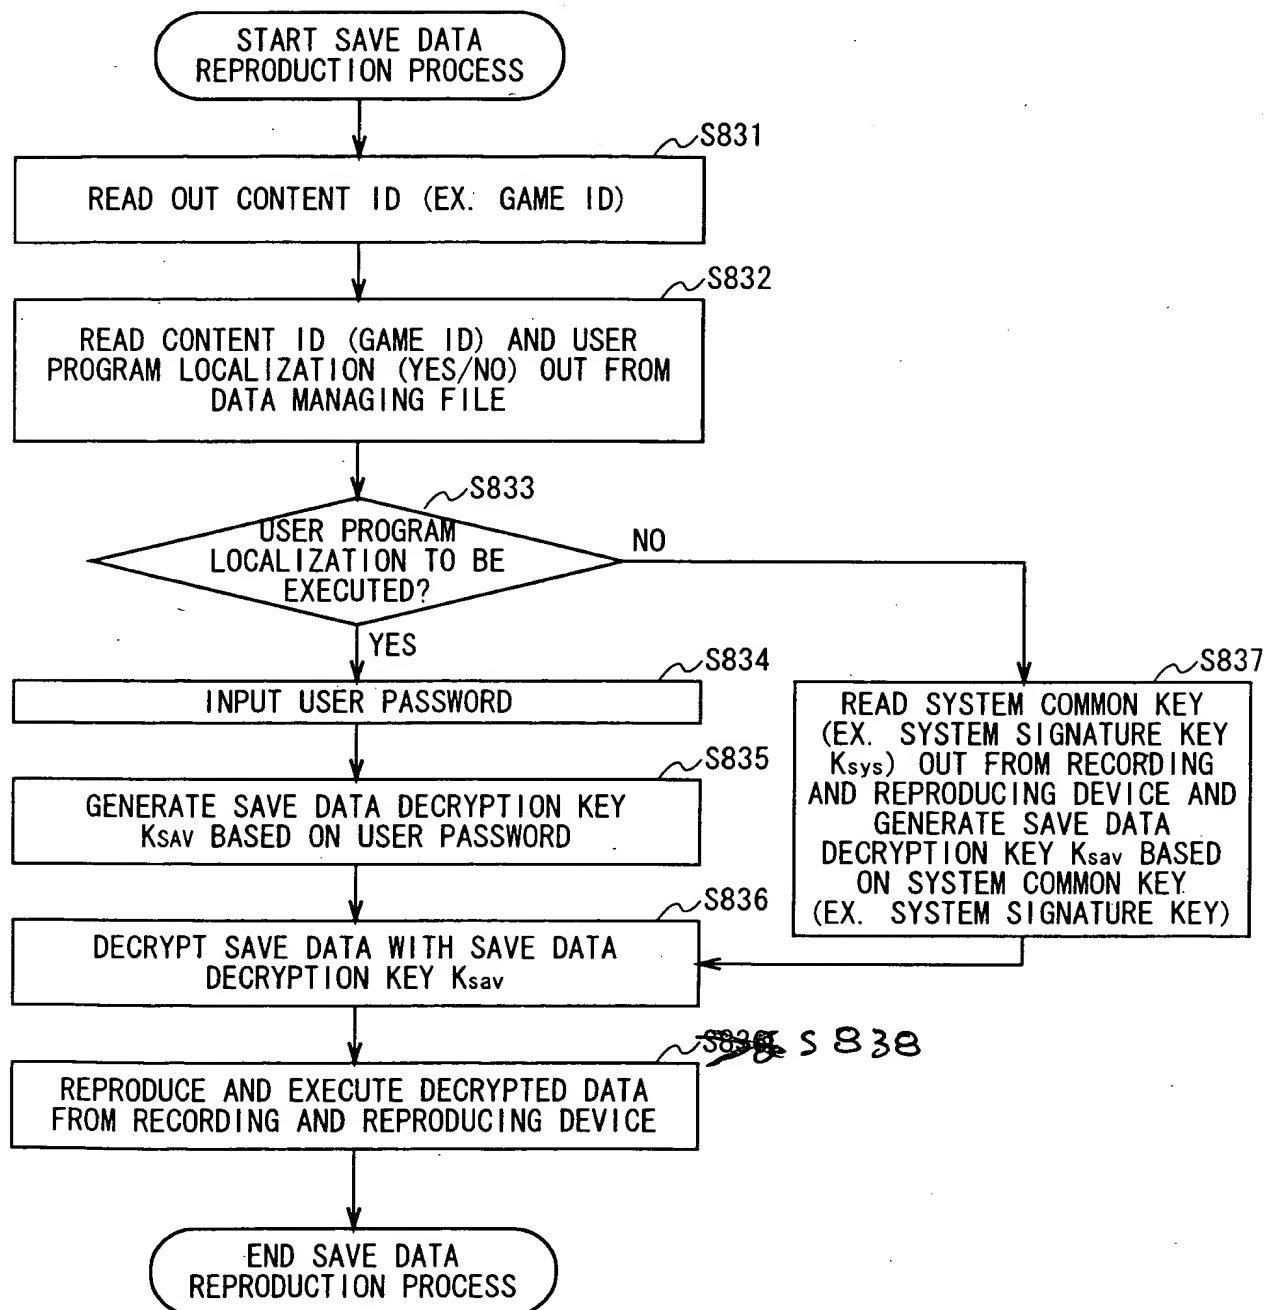 START SAVE DATA
REPRODUCTION PROCESS
S831
READ OUT CONTENT ID (EX. GAME ID)
S832
READ CONTENT ID (GAME ID) AND USER
PROGRAM LOCALIZATION (YES/NO) OUT FROM
DATA MANAGING FILE
S833
USER PROGRAM
LOCALIZATION TO BE
EXECUTED?
NO
YES
S834
INPUT USER PASSWORD
S835
GENERATE SAVE DATA DECRYPTION KEY
KSAV BASED ON USER PASSWORD
S837
READ SYSTEM COMMON KEY
(EX. SYSTEM SIGNATURE KEY
Ksys) OUT FROM RECORDING
AND REPRODUCING DEVICE AND
GENERATE SAVE DATA
DECRYPTION KEY Ksav BASED
ON SYSTEM COMMON KEY
(EX. SYSTEM SIGNATURE KEY)
S836
DECRYPT SAVE DATA WITH SAVE DATA
DECRYPTION KEY Ksav
S838
REPRODUCE AND EXECUTE DECRYPTED DATA
FROM RECORDING AND REPRODUCING DEVICE
END SAVE DATA
REPRODUCTION PROCESS